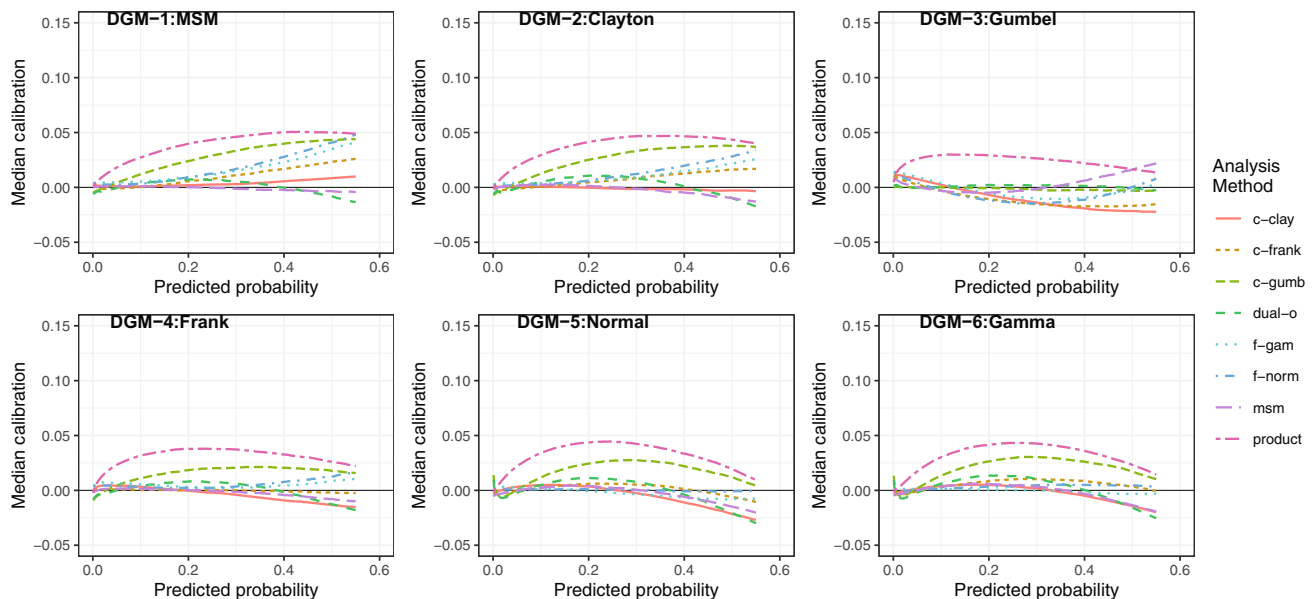 DGM−1:MSM
0.15
0.10
0.05
0.00
−0.05
Median calibration
0.0
0.2
0.4
0.6
Predicted probability
DGM−2:Clayton
0.15
0.10
0.05
0.00
−0.05
Median calibration
0.0
0.2
0.4
0.6
Predicted probability
DGM−3:Gumbel
0.15
0.10
0.05
0.00
−0.05
Median calibration
0.0
0.2
0.4
0.6
Predicted probability
DGM−4:Frank
0.15
0.10
0.05
0.00
−0.05
Median calibration
0.0
0.2
0.4
0.6
Predicted probability
DGM−5:Normal
0.15
0.10
0.05
0.00
−0.05
Median calibration
0.0
0.2
0.4
0.6
Predicted probability
DGM−6:Gamma
0.15
0.10
0.05
0.00
−0.05
Median calibration
0.0
0.2
0.4
0.6
Predicted probability
Analysis
Method
c−clay
c−frank
c−gumb
dual−o
f−gam
f−norm
msm
product